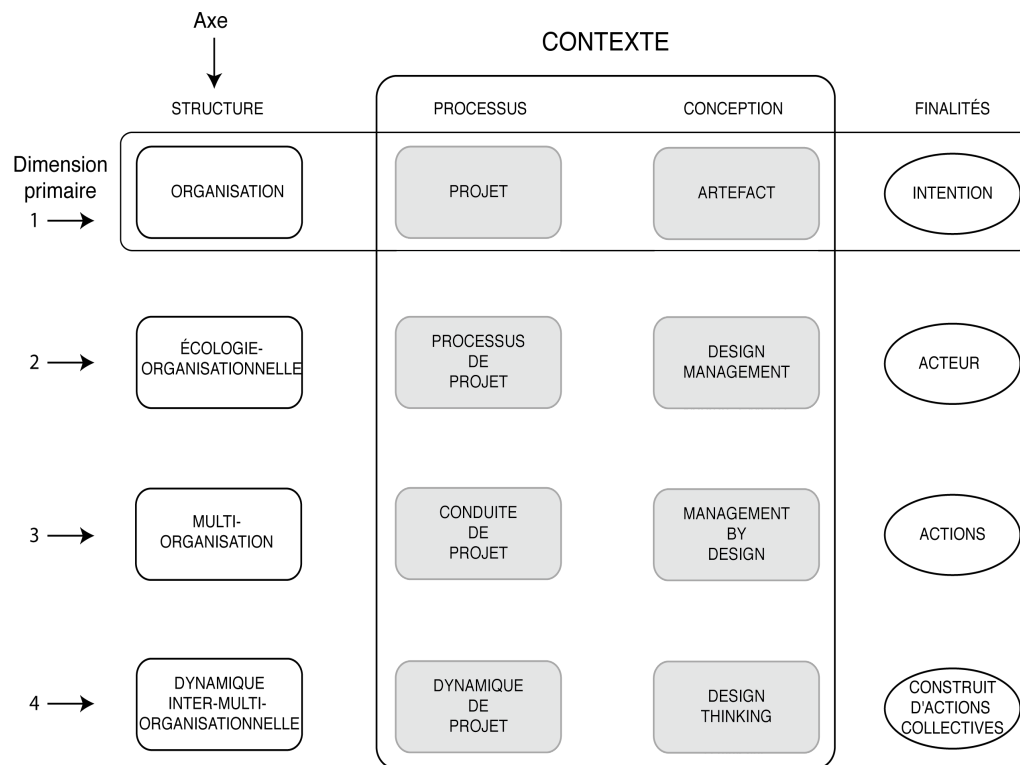 Axe
CONTEXTE
STRUCTURE
PROCESSUS
CONCEPTION
FINALITÉS
Dimension
primaire
1
ORGANISATION
PROJET
ARTEFACT
INTENTION
2
ÉCOLOGIE-
ORGANISATIONNELLE
PROCESSUS
DE
PROJET
DESIGN
MANAGEMENT
ACTEUR
3
MULTI-
ORGANISATION
CONDUITE
DE
PROJET
MANAGEMENT
BY
DESIGN
ACTIONS
4
DYNAMIQUE
INTER-MULTI-
ORGANISATIONNELLE
DYNAMIQUE
DE
PROJET
DESIGN
THINKING
CONSTRUIT
D'ACTIONS
COLLECTIVES